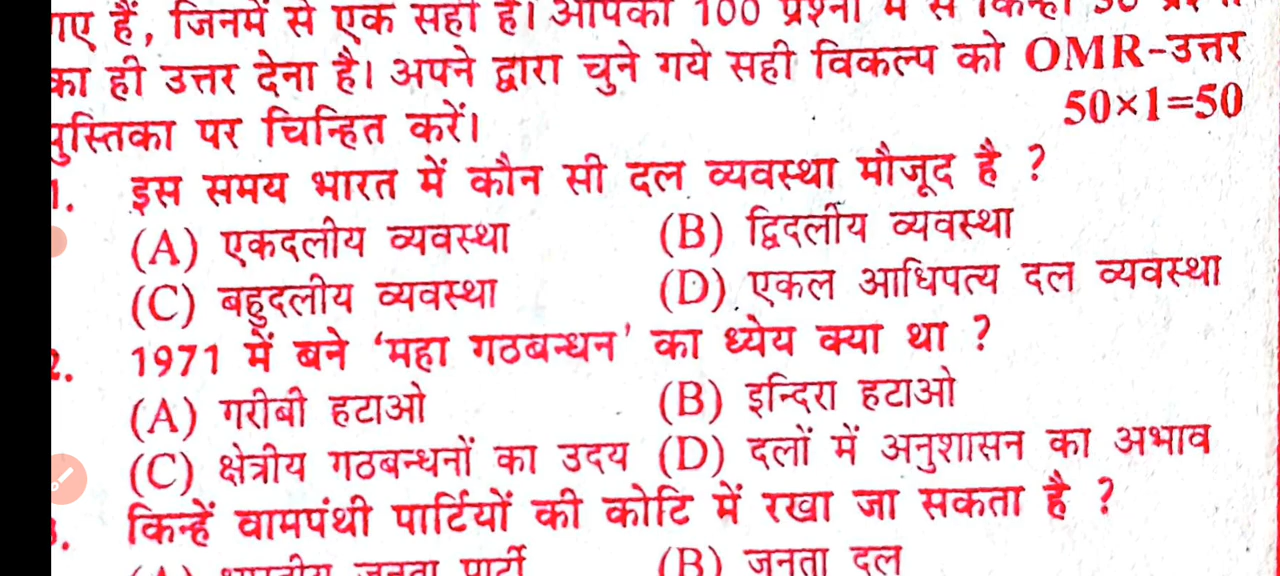 गए हैं, जिनमें से एक सही है। आपको 100 प्रश्नों में से किन्हीं 50
का ही उत्तर देना है। अपने द्वारा चुने गये सही विकल्प को OMR-उत्तर
पुस्तिका पर चिन्हित करें। 50×1=50
1. इस समय भारत में कौन सी दल व्यवस्था मौजूद है ?
(A) एकदलीय व्यवस्था (B) द्विदलीय व्यवस्था
(C) बहुदलीय व्यवस्था (D) एकल आधिपत्य दल व्यवस्था
2. 1971 में बने ‘महा गठबन्धन’ का ध्येय क्या था ?
(A) गरीबी हटाओ (B) इन्दिरा हटाओ
(C) क्षेत्रीय गठबन्धनों का उदय (D) दलों में अनुशासन का अभाव
3. किन्हें वामपंथी पार्टियों की कोटि में रखा जा सकता है ?
(A) भारतीय जनता पार्टी (B) जनता दल